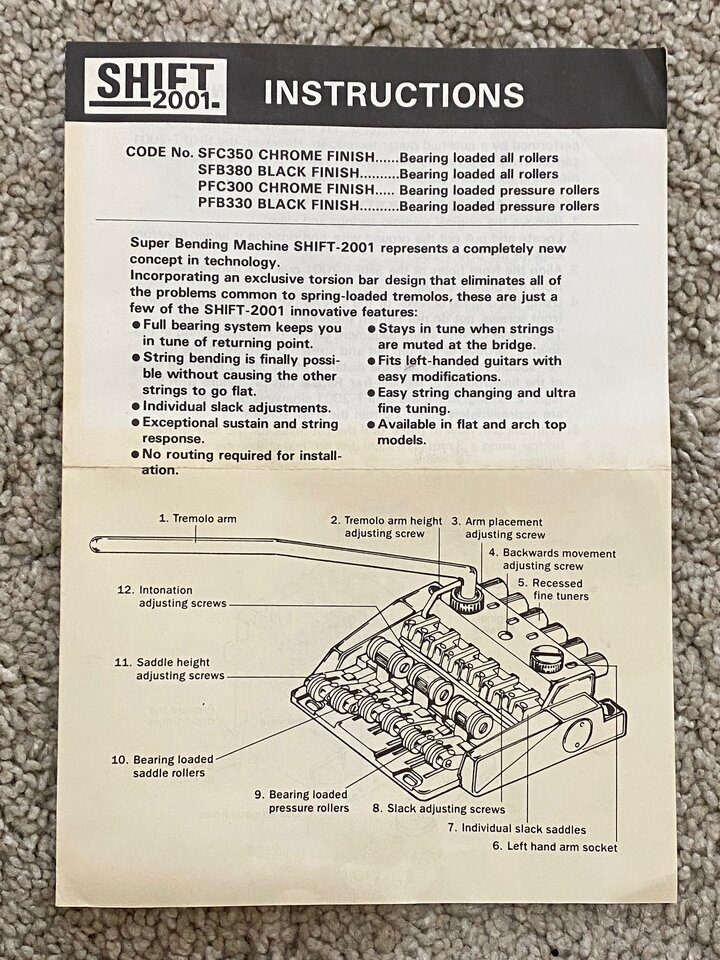 SHIFT
2001
INSTRUCTIONS
CODE No. SFC350 CHROME FINISH......Bearing loaded all rollers
SFB380 BLACK FINISH..........Bearing loaded all rollers
PFC300 CHROME FINISH..... Bearing loaded pressure rollers
PFB330 BLACK FINISH..........Bearing loaded pressure rollers
Super Bending Machine SHIFT-2001 represents a completely new
concept in technology.
Incorporating an exclusive torsion bar design that eliminates all of
the problems common to spring-loaded tremolos, these are just a
few of the SHIFT-2001 innovative features:
● Full bearing system keeps you
in tune of returning point.
● String bending is finally possi-
ble without causing the other
strings to go flat.
● Individual slack adjustments.
● Exceptional sustain and string
response.
● No routing required for install-
ation.
● Stays in tune when strings
are muted at the bridge.
● Fits left-handed guitars with
easy modifications.
● Easy string changing and ultra
fine tuning.
● Available in flat and arch top
models.
1. Tremolo arm
2. Tremolo arm height
adjusting screw
3. Arm placement
adjusting screw
4. Backwards movement
adjusting screw
5. Recessed
fine tuners
12. Intonation
adjusting screws
11. Saddle height
adjusting screws
10. Bearing loaded
saddle rollers
9. Bearing loaded
pressure rollers
8. Slack adjusting screws
7. Individual slack saddles
6. Left hand arm socket